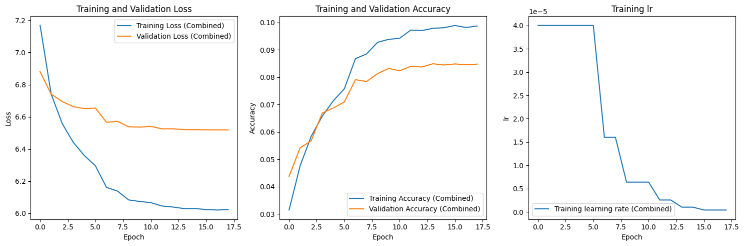 Training and Validation Loss
7.2
7.0
6.8
6.6
6.4
6.2
6.0
Loss
Training Loss (Combined)
Validation Loss (Combined)
0.0 2.5 5.0 7.5 10.0 12.5 15.0 17.5
Epoch
Training and Validation Accuracy
0.10
0.09
0.08
0.07
0.06
0.05
0.04
0.03
Accuracy
Training Accuracy (Combined)
Validation Accuracy (Combined)
0.0 2.5 5.0 7.5 10.0 12.5 15.0 17.5
Epoch
Training lr
1e-5
4.0
3.5
3.0
2.5
2.0
1.5
1.0
0.5
0.0
lr
Training learning rate (Combined)
0.0 2.5 5.0 7.5 10.0 12.5 15.0 17.5
Epoch